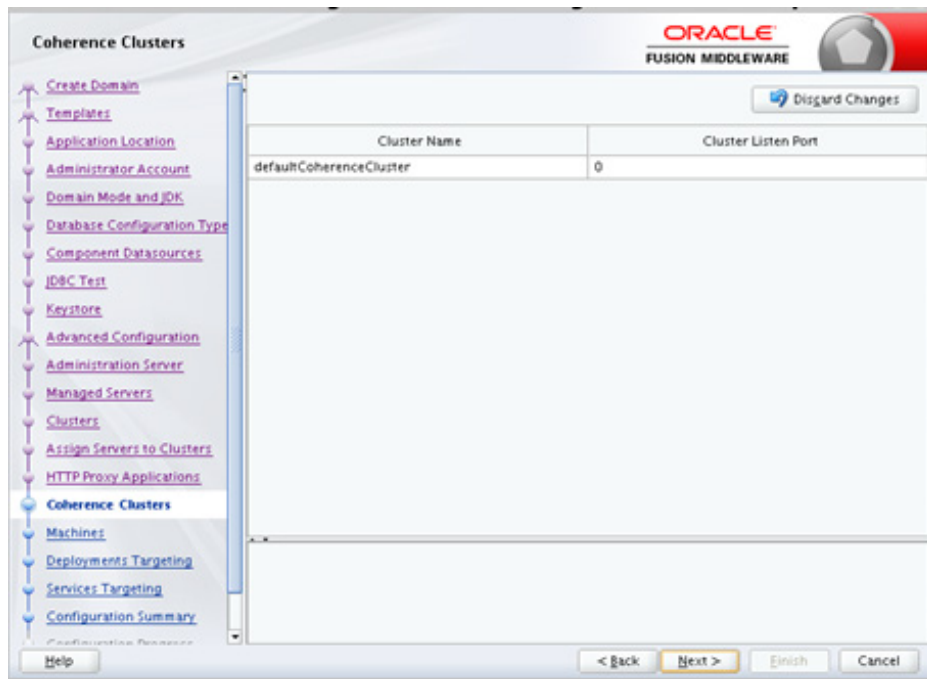 Coherence Clusters
ORACLE
FUSION MIDDLEWARE
Create Domain
Templates
Application Location
Administrator Account
Domain Mode and JDK
Database Configuration Type
Component Datasources
JDBC Test
Keystore
Advanced Configuration
Administration Server
Managed Servers
Clusters
Assign Servers to Clusters
HTTP Proxy Applications
Coherence Clusters
Machines
Deployments Targeting
Services Targeting
Configuration Summary
Configuration Progress
Discard Changes
Cluster Name Cluster Listen Port
defaultCoherenceCluster 0
Help < Back Next > Finish Cancel